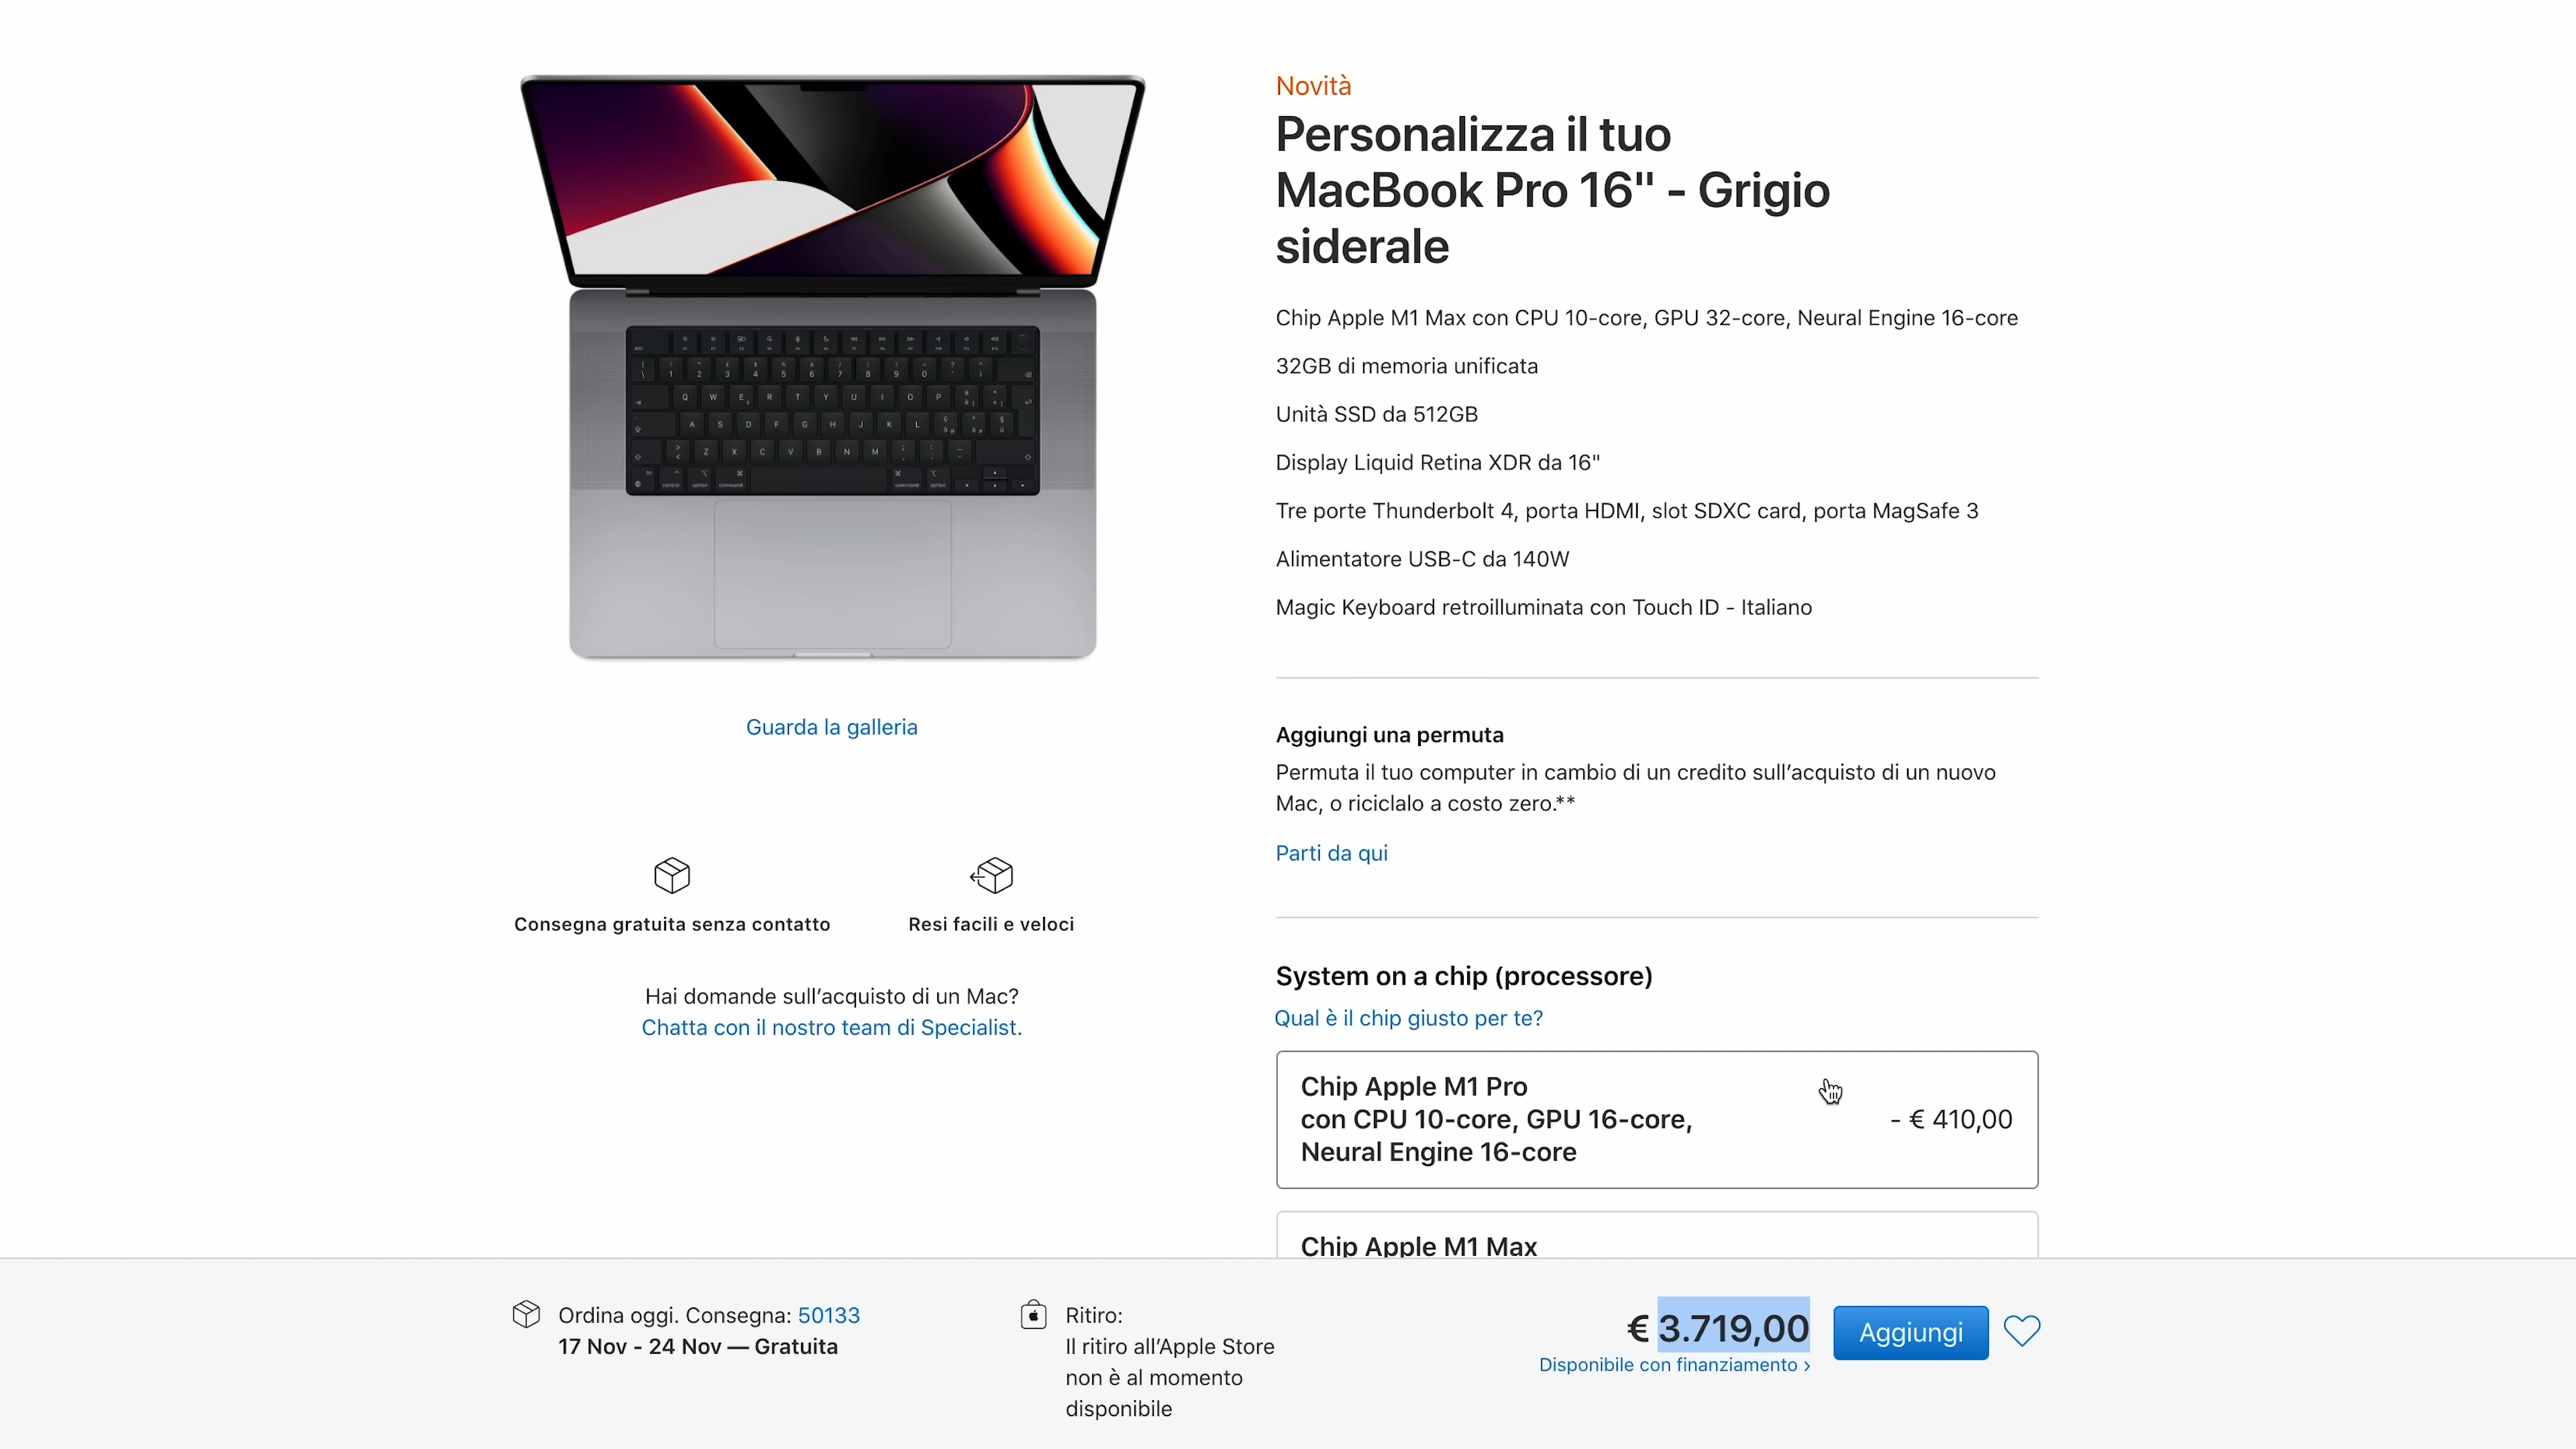 Novità
Personalizza il tuo
MacBook Pro 16" - Grigio
siderale
Chip Apple M1 Max con CPU 10-core, GPU 32-core, Neural Engine 16-core
32GB di memoria unificata
Unità SSD da 512GB
Display Liquid Retina XDR da 16"
Tre porte Thunderbolt 4, porta HDMI, slot SDXC card, porta MagSafe 3
Alimentatore USB-C da 140W
Magic Keyboard retroilluminata con Touch ID - Italiano
Guarda la galleria
Consegna gratuita senza contatto
Resi facili e veloci
Hai domande sull'acquisto di un Mac?
Chatta con il nostro team di Specialist.
Aggiungi una permuta
Permuta il tuo computer in cambio di un credito sull'acquisto di un nuovo
Mac, o riciclalo a costo zero.**
Parti da qui
System on a chip (processore)
Qual è il chip giusto per te?
Chip Apple M1 Pro
con CPU 10-core, GPU 16-core,
Neural Engine 16-core
- € 410,00
Chip Apple M1 Max
Ordina oggi. Consegna: 50133
17 Nov - 24 Nov — Gratuita
Ritiro:
Il ritiro all'Apple Store
non è al momento
disponibile
€ 3.719,00
Disponibile con finanziamento ›
Aggiungi